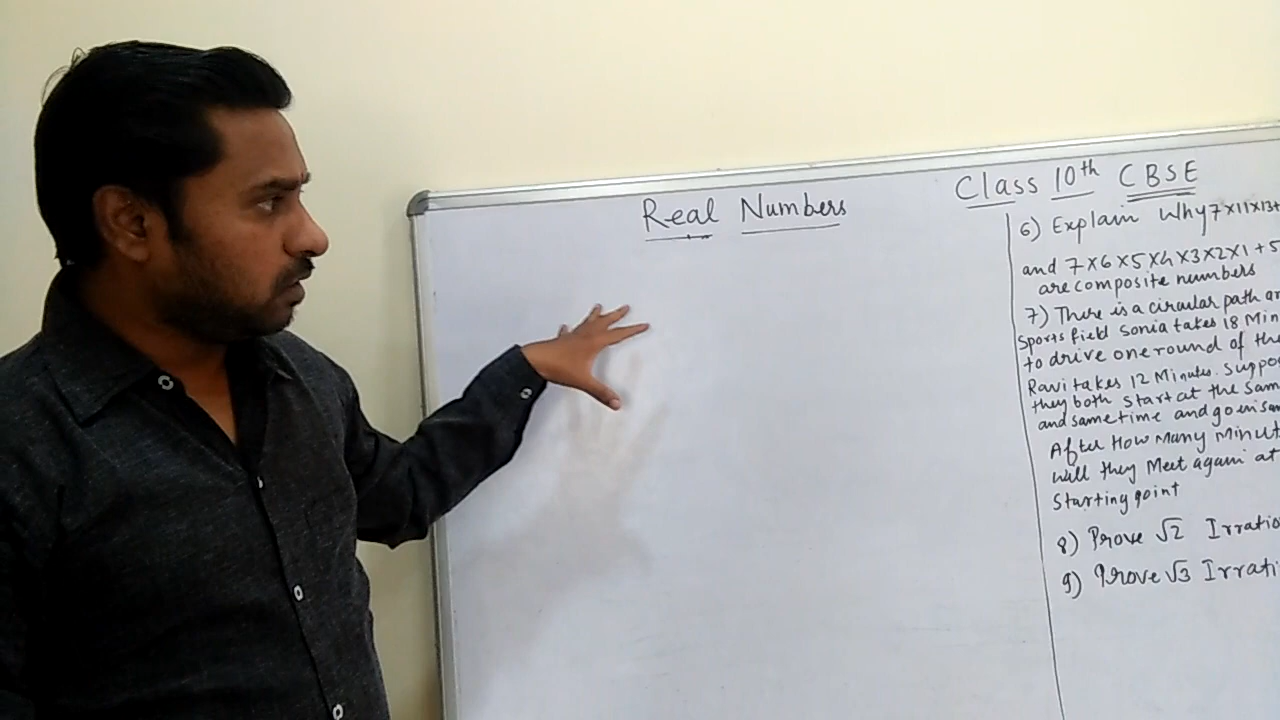 Real Numbers
Class 10th CBSE
6) Explain Why 7x11x13+
and 7x6x5x4x3x2x1+5
are composite numbers
7) There is a circular path ar
Sports field Sonia takes 18 Min
to drive one round of the
Ravi takes 12 Minutes. Suppo
they both start at the Sam
and same time and go in Sam
After How Many Minut
will they Meet again at
Starting point
8) Prove √2 Irratio
9) Prove √3 Irrati